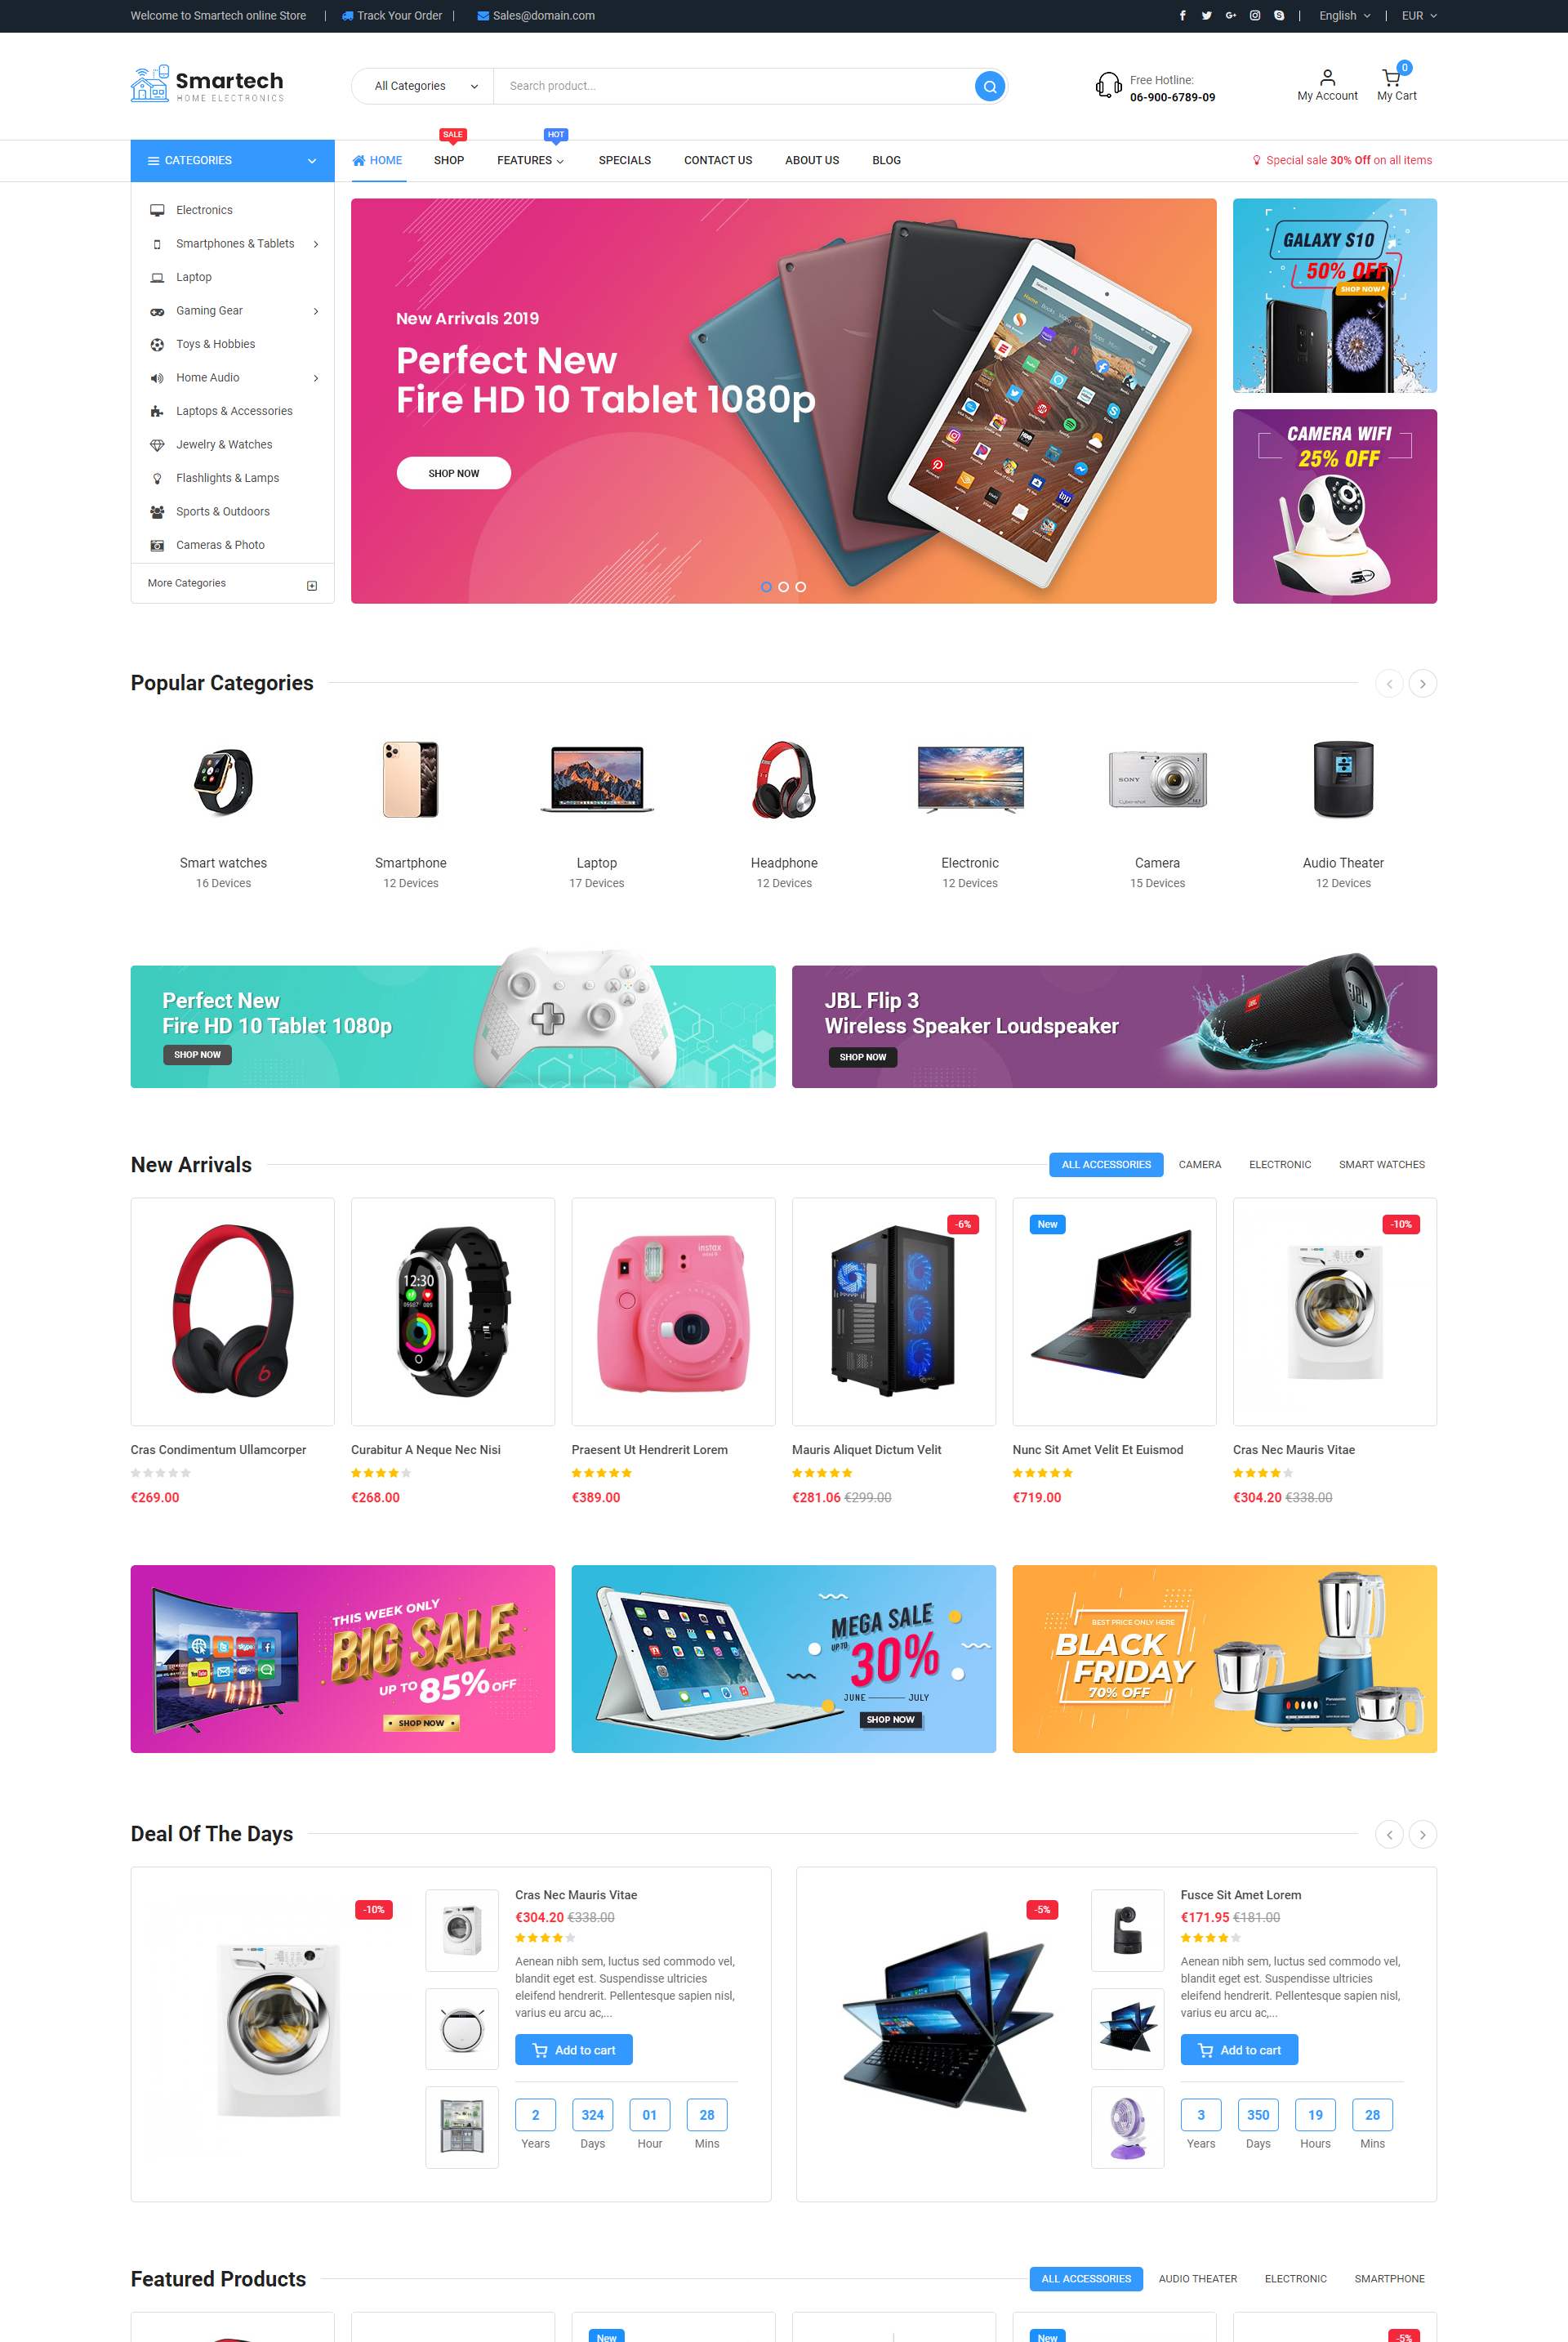 Welcome to Smartech online Store
Track Your Order
Sales@domain.com
English
EUR
Smartech
HOME ELECTRONICS
All Categories
Search product...
Free Hotline:
06-900-6789-09
My Account
0
My Cart
SALE
HOT
CATEGORIES
HOME
SHOP
FEATURES
SPECIALS
CONTACT US
ABOUT US
BLOG
Special sale 30% Off on all items
Electronics
Smartphones & Tablets
Laptop
Gaming Gear
Toys & Hobbies
Home Audio
Laptops & Accessories
Jewelry & Watches
Flashlights & Lamps
Sports & Outdoors
Cameras & Photo
More Categories
New Arrivals 2019
Perfect New
Fire HD 10 Tablet 1080p
SHOP NOW
GALAXY S10
50% OFF
SHOP NOW
CAMERA WIFI
25% OFF
Popular Categories
SONY
Smart watches
16 Devices
Smartphone
12 Devices
Laptop
17 Devices
Headphone
12 Devices
Electronic
12 Devices
Camera
15 Devices
Audio Theater
12 Devices
Perfect New
Fire HD 10 Tablet 1080p
SHOP NOW
JBL Flip 3
Wireless Speaker Loudspeaker
SHOP NOW
JBL
New Arrivals
ALL ACCESSORIES
CAMERA
ELECTRONIC
SMART WATCHES
12:30
instax
-6%
New
-10%
Cras Condimentum Ullamcorper
€269.00
Curabitur A Neque Nec Nisi
€268.00
Praesent Ut Hendrerit Lorem
€389.00
Mauris Aliquet Dictum Velit
€281.06 €299.00
Nunc Sit Amet Velit Et Euismod
€719.00
Cras Nec Mauris Vitae
€304.20 €338.00
THIS WEEK ONLY
BIG SALE
UP TO 85% OFF
SHOP NOW
MEGA SALE
UP TO
30%
JUNE
JULY
SHOP NOW
BEST PRICE ONLY HERE
BLACK
FRIDAY
70% OFF
Panasonic
Deal Of The Days
-10%
Cras Nec Mauris Vitae
€304.20 €338.00
Aenean nibh sem, luctus sed commodo vel,
blandit eget est. Suspendisse ultricies
eleifend hendrerit. Pellentesque sapien nisl,
varius eu arcu ac,...
Add to cart
2
324
01
28
Years
Days
Hour
Mins
-5%
Fusce Sit Amet Lorem
€171.95 €181.00
Aenean nibh sem, luctus sed commodo vel,
blandit eget est. Suspendisse ultricies
eleifend hendrerit. Pellentesque sapien nisl,
varius eu arcu ac,...
Add to cart
3
350
19
28
Years
Days
Hours
Mins
Featured Products
ALL ACCESSORIES
AUDIO THEATER
ELECTRONIC
SMARTPHONE
New
New
-5%